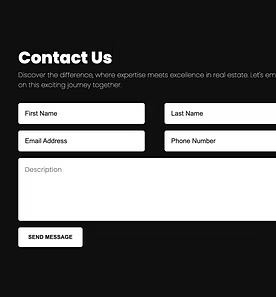 Contact Us
Discover the difference, where expertise meets excellence in real estate. Let's em
on this exciting journey together.
First Name
Last Name
Email Address
Phone Number
Description
SEND MESSAGE